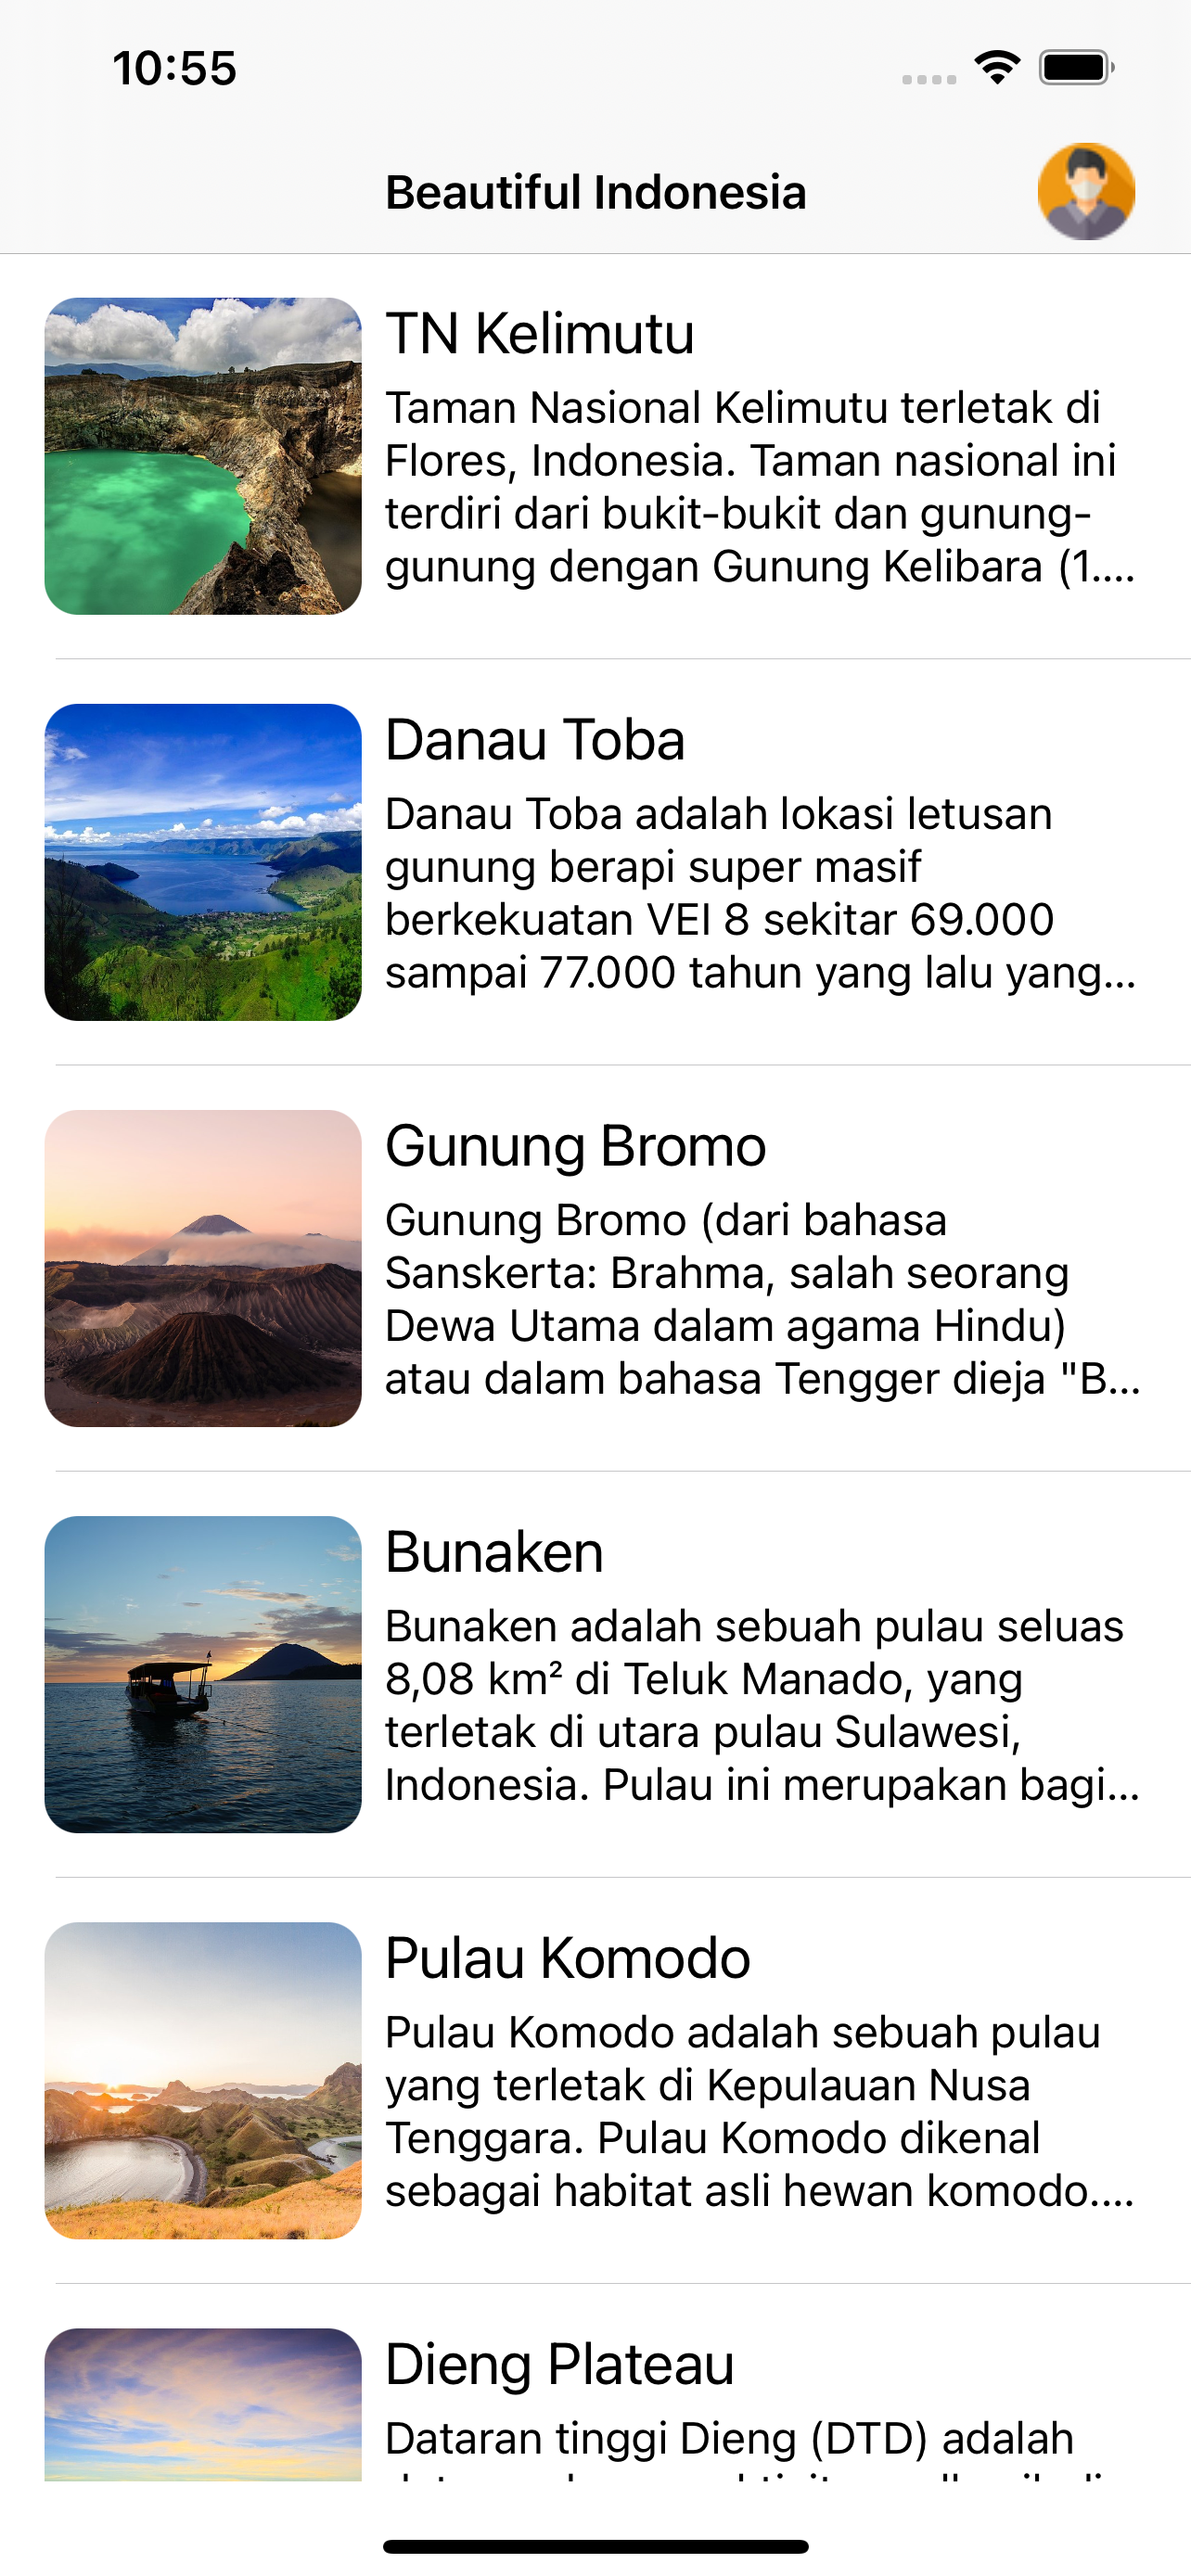 10:55
Beautiful Indonesia
TN Kelimutu
Taman Nasional Kelimutu terletak di
Flores, Indonesia. Taman nasional ini
terdiri dari bukit-bukit dan gunung-
gunung dengan Gunung Kelibara (1....
Danau Toba
Danau Toba adalah lokasi letusan
gunung berapi super masif
berkekuatan VEI 8 sekitar 69.000
sampai 77.000 tahun yang lalu yang...
Gunung Bromo
Gunung Bromo (dari bahasa
Sanskerta: Brahma, salah seorang
Dewa Utama dalam agama Hindu)
atau dalam bahasa Tengger dieja "B...
Bunaken
Bunaken adalah sebuah pulau seluas
8,08 km² di Teluk Manado, yang
terletak di utara pulau Sulawesi,
Indonesia. Pulau ini merupakan bagi...
Pulau Komodo
Pulau Komodo adalah sebuah pulau
yang terletak di Kepulauan Nusa
Tenggara. Pulau Komodo dikenal
sebagai habitat asli hewan komodo....
Dieng Plateau
Dataran tinggi Dieng (DTD) adalah